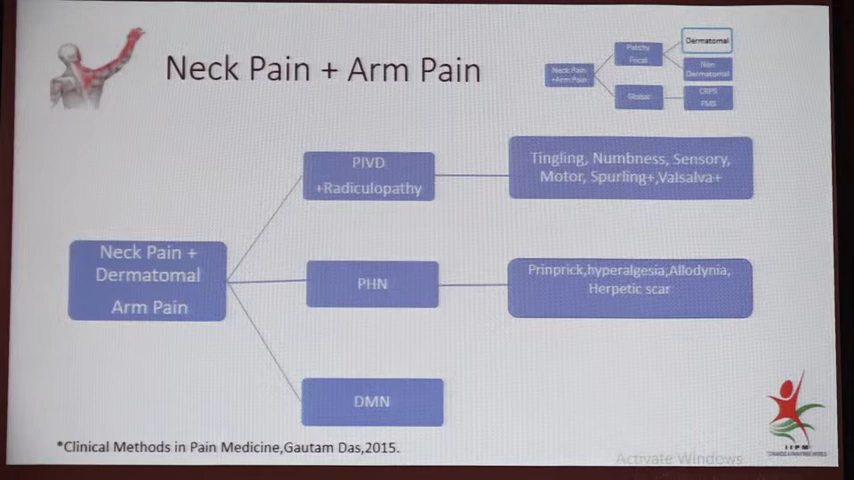 Neck Pain + Arm Pain
Neck Pain
+Arm Pain
Patchy
Focal
Dermatomal
Non
Dermatomal
Global
CRPS
FMS
Neck Pain +
Dermatomal
Arm Pain
PIVD
+Radiculopathy
Tingling, Numbness, Sensory,
Motor, Spurling+,Valsalva+
PHN
Prinprick,hyperalgesia,Allodynia,
Herpetic scar
DMN
*Clinical Methods in Pain Medicine,Gautam Das,2015.
Activate Windows